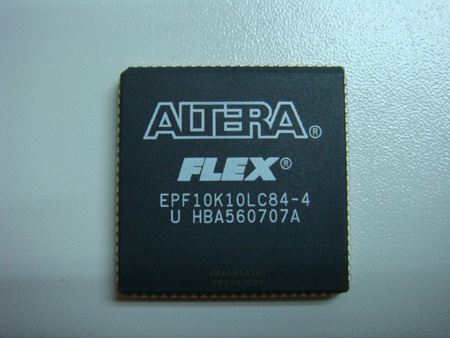 ALTERA®
FLEX®
EPF10K10LC84-4
U HBA560707A